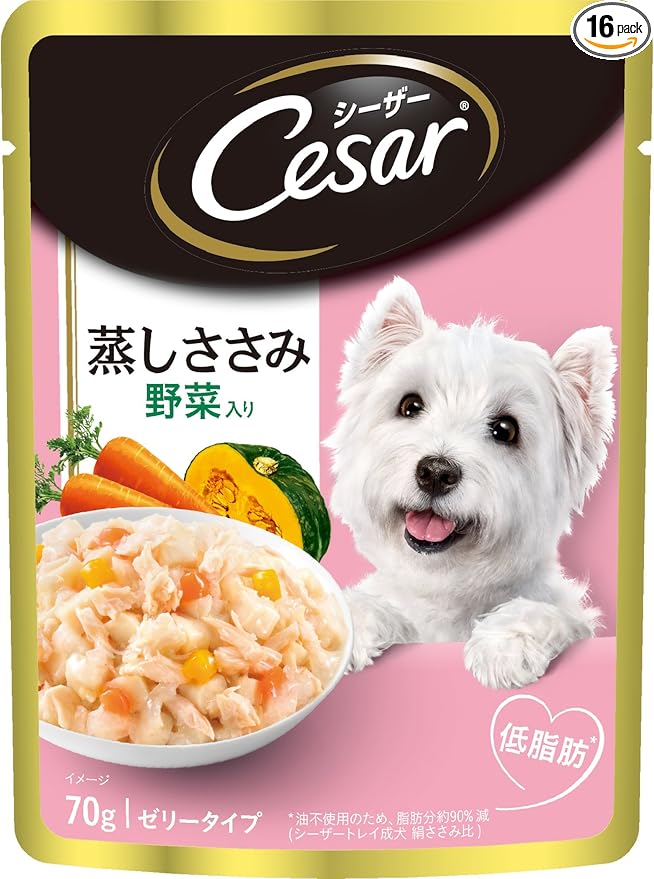 16 pack
シーザー
Cesar®
蒸しささみ
野菜入り
低脂肪*
イメージ
70g|ゼリータイプ
*油不使用のため、脂肪分約90%減
(シーザートレイ成犬 絹ささみ比)